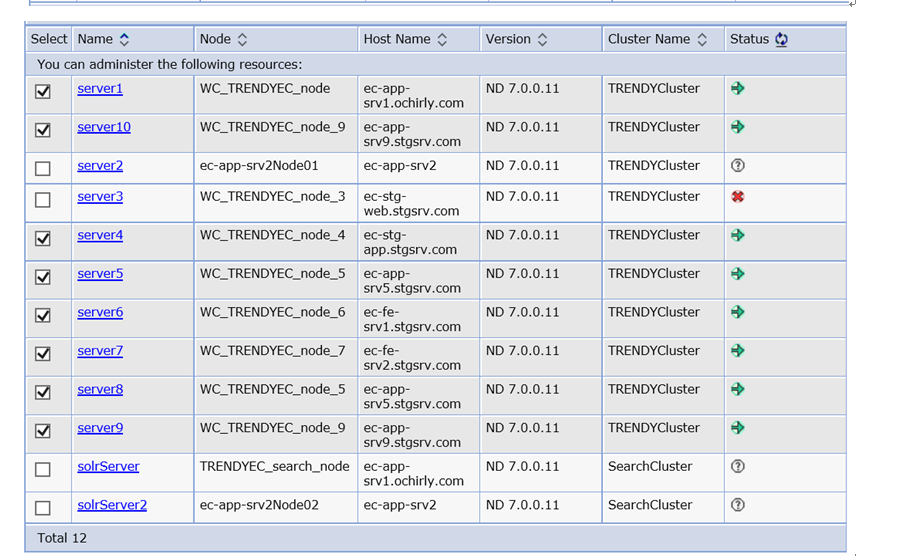 Select Name Node Host Name Version Cluster Name Status
You can administer the following resources:
server1 WC_TRENDYEC_node ec-app- ND 7.0.0.11 TRENDYCluster
srv1.ochirly.com
server10 WC_TRENDYEC_node_9 ec-app- ND 7.0.0.11 TRENDYCluster
srv9.stgsrv.com
server2 ec-app-srv2Node01 ec-app-srv2 ND 7.0.0.11 TRENDYCluster
server3 WC_TRENDYEC_node_3 ec-stg- ND 7.0.0.11 TRENDYCluster
web.stgsrv.com
server4 WC_TRENDYEC_node_4 ec-stg- ND 7.0.0.11 TRENDYCluster
app.stgsrv.com
server5 WC_TRENDYEC_node_5 ec-app- ND 7.0.0.11 TRENDYCluster
srv5.stgsrv.com
server6 WC_TRENDYEC_node_6 ec-fe- ND 7.0.0.11 TRENDYCluster
srv1.stgsrv.com
server7 WC_TRENDYEC_node_7 ec-fe- ND 7.0.0.11 TRENDYCluster
srv2.stgsrv.com
server8 WC_TRENDYEC_node_5 ec-app- ND 7.0.0.11 TRENDYCluster
srv5.stgsrv.com
server9 WC_TRENDYEC_node_9 ec-app- ND 7.0.0.11 TRENDYCluster
srv9.stgsrv.com
solrServer TRENDYEC_search_node ec-app- ND 7.0.0.11 SearchCluster
srv1.ochirly.com
solrServer2 ec-app-srv2Node02 ec-app-srv2 ND 7.0.0.11 SearchCluster
Total 12